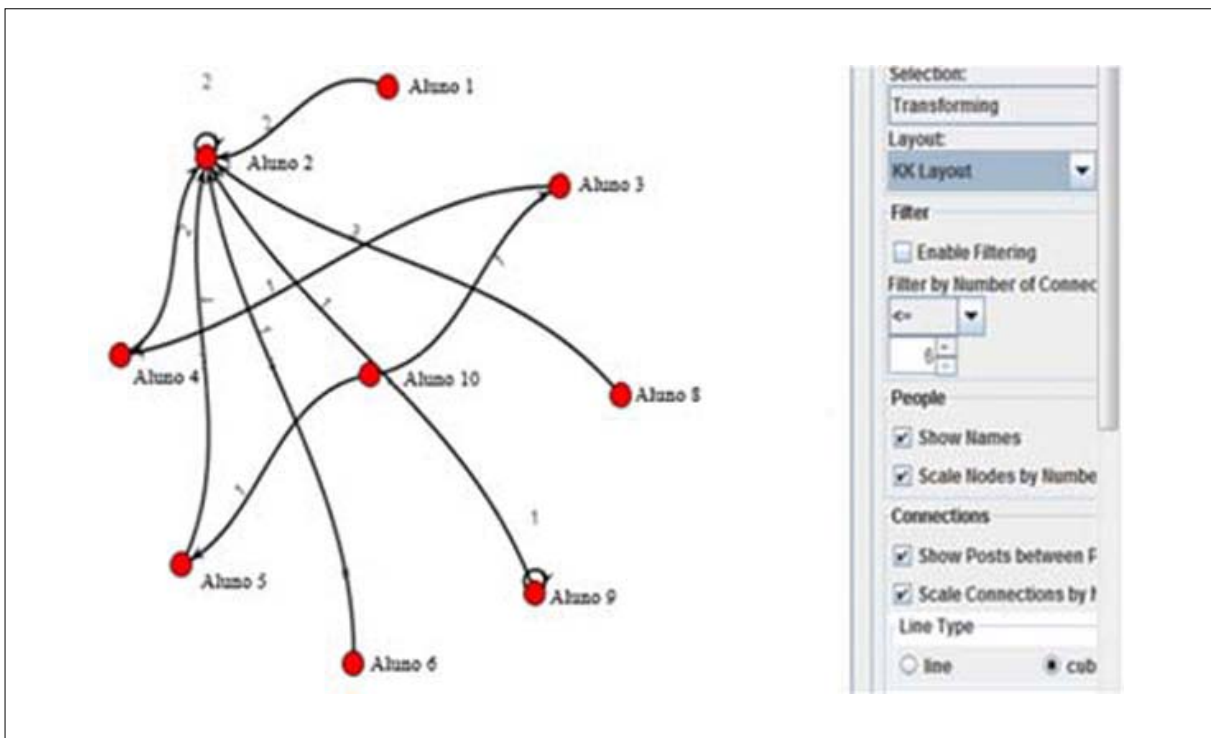 2
Aluno 1
2
Aluno 2
Aluno 3
2
1
1
1
Aluno 4
Aluno 10
Aluno 8
1
1
Aluno 5
Aluno 9
Aluno 6
Selection:
Transforming
Layout:
KK Layout
Filter
Enable Filtering
Filter by Number of Connec
<=
6
People
Show Names
Scale Nodes by Numbe
Connections
Show Posts between P
Scale Connections by
Line Type
line
cub